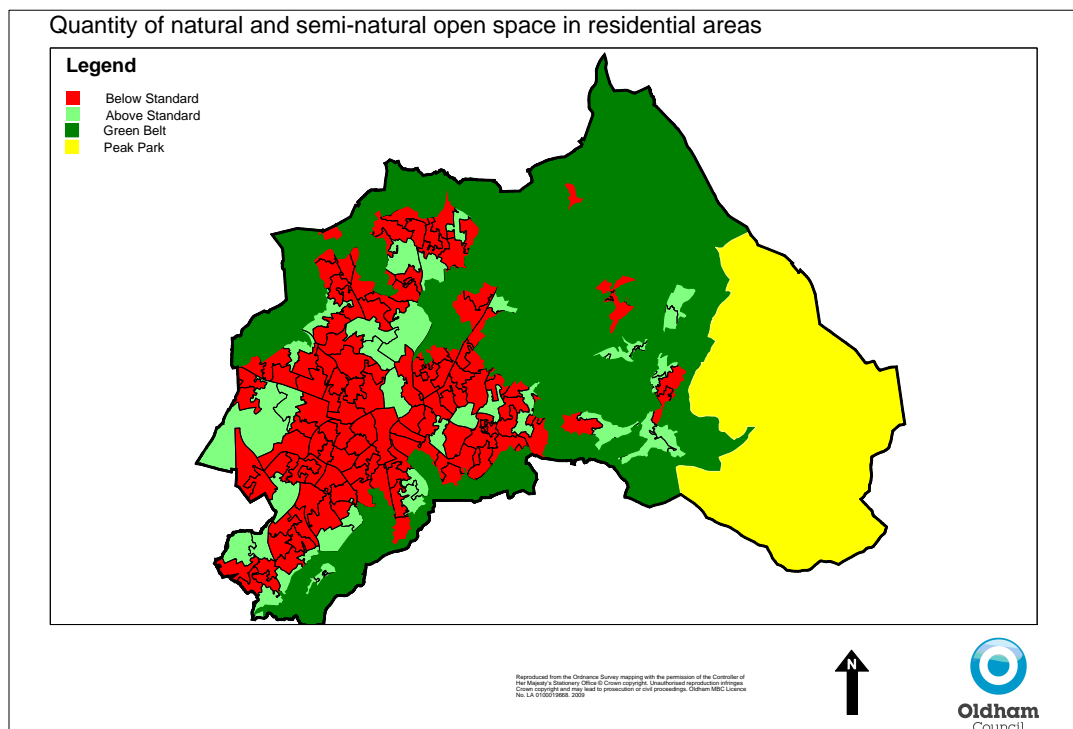 Quantity of natural and semi-natural open space in residential areas
Legend
Below Standard
Above Standard
Green Belt
Peak Park
Reproduced from the Ordnance Survey mapping with the permission of the Controller of
Her Majesty's Stationery Office © Crown copyright. Unauthorised reproduction infringes
Crown copyright and may lead to prosecution or civil proceedings. Oldham MBC Licence
No. LA 0100019668. 2009
N
Oldham
Council